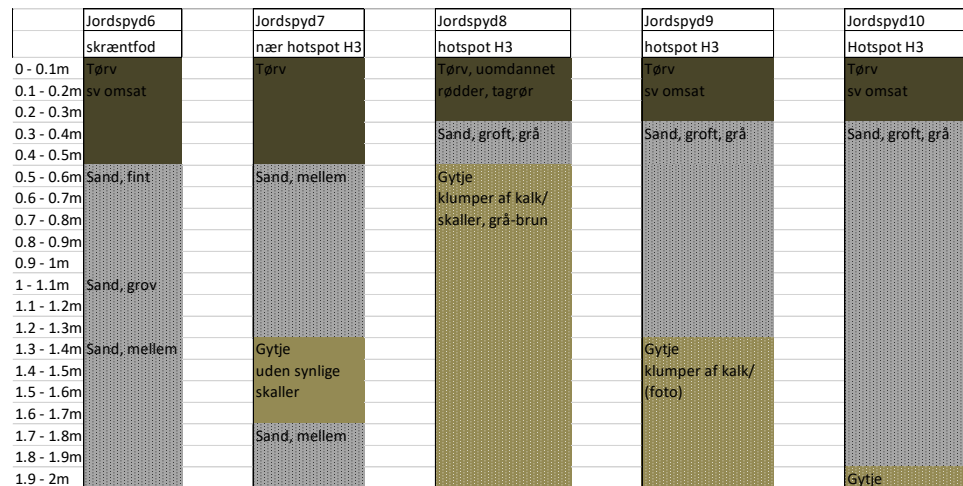 Jordspyd6 Jordspyd7 Jordspyd8 Jordspyd9 Jordspyd10
skræntfod nær hotspot H3 hotspot H3 hotspot H3 Hotspot H3
0 - 0.1m Tørv Tørv Tørv, uomdannet Tørv Tørv
0.1 - 0.2m sv omsat rødder, tagrør sv omsat sv omsat
0.2 - 0.3m
0.3 - 0.4m Sand, groft, grå Sand, groft, grå Sand, groft, grå
0.4 - 0.5m
0.5 - 0.6m Sand, fint Sand, mellem Gytje
0.6 - 0.7m klumper af kalk/
0.7 - 0.8m skaller, grå-brun
0.8 - 0.9m
0.9 - 1m
1 - 1.1m Sand, grov
1.1 - 1.2m
1.2 - 1.3m
1.3 - 1.4m Sand, mellem Gytje Gytje
1.4 - 1.5m uden synlige klumper af kalk/
1.5 - 1.6m skaller (foto)
1.6 - 1.7m
1.7 - 1.8m Sand, mellem
1.8 - 1.9m
1.9 - 2m Gytje